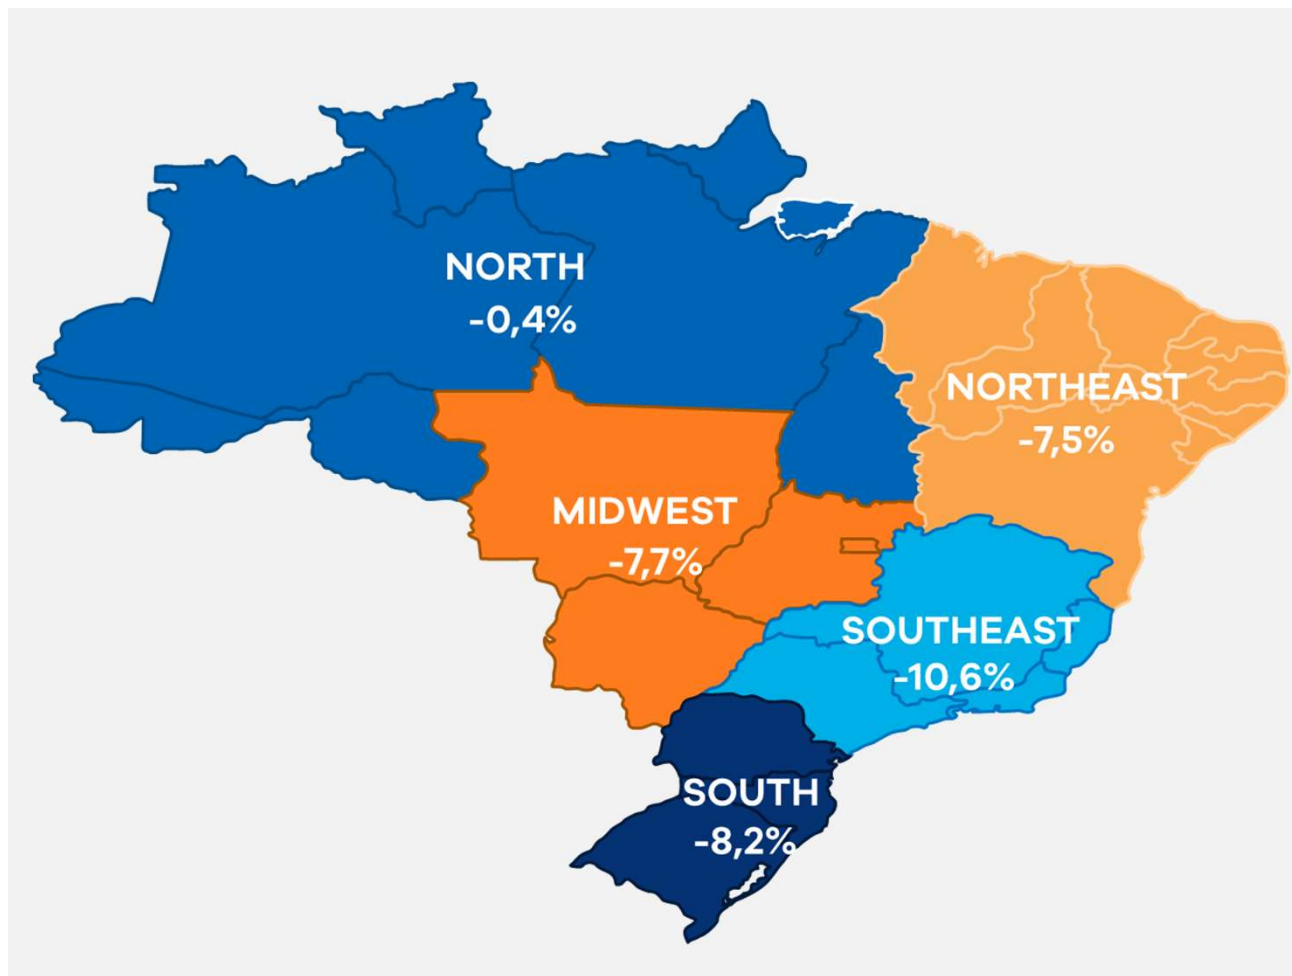 NORTH
-0,4%
NORTHEAST
-7,5%
MIDWEST
-7,7%
SOUTHEAST
-10,6%
SOUTH
-8,2%